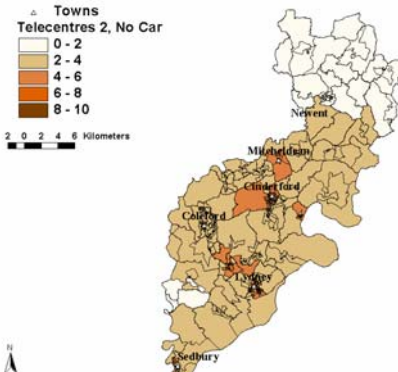 Towns
Telecentres 2, No Car
0 - 2
2 - 4
4 - 6
6 - 8
8 - 10
2 0 2 4 6 Kilometers
Newent
Mitcheldean
Cinderford
Coleford
Lydney
Sedbury
N